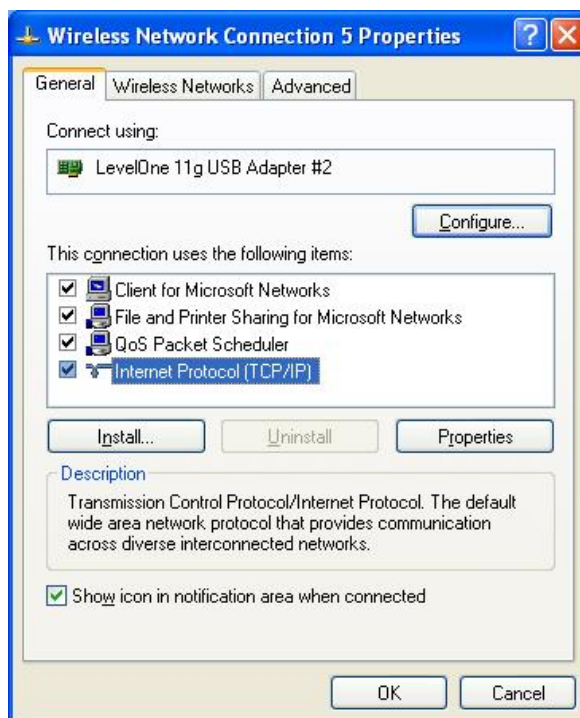 Wireless Network Connection 5 Properties
General Wireless Networks Advanced
Connect using:
LevelOne 11g USB Adapter #2
Configure...
This connection uses the following items:
Client for Microsoft Networks
File and Printer Sharing for Microsoft Networks
QoS Packet Scheduler
Internet Protocol (TCP/IP)
Install... Uninstall Properties
Description
Transmission Control Protocol/Internet Protocol. The default
wide area network protocol that provides communication
across diverse interconnected networks.
Show icon in notification area when connected
OK Cancel